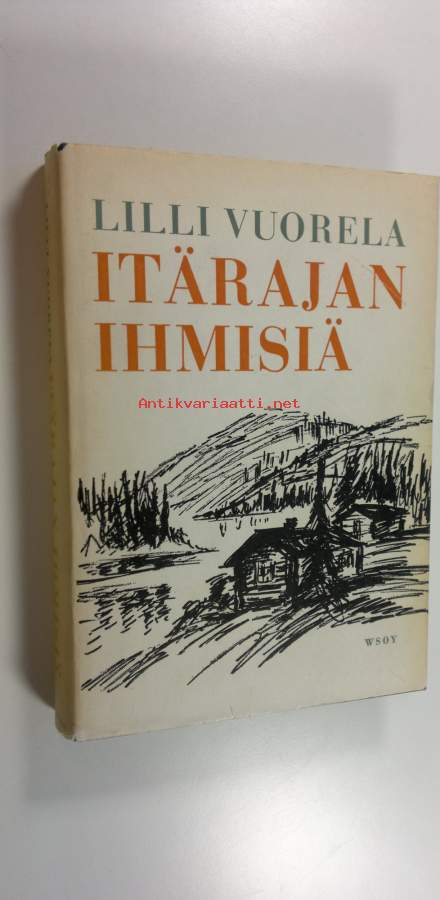 LILLI VUORELA
ITÄRAJAN
IHMISIÄ
Antikvariaatti.net
WSOY